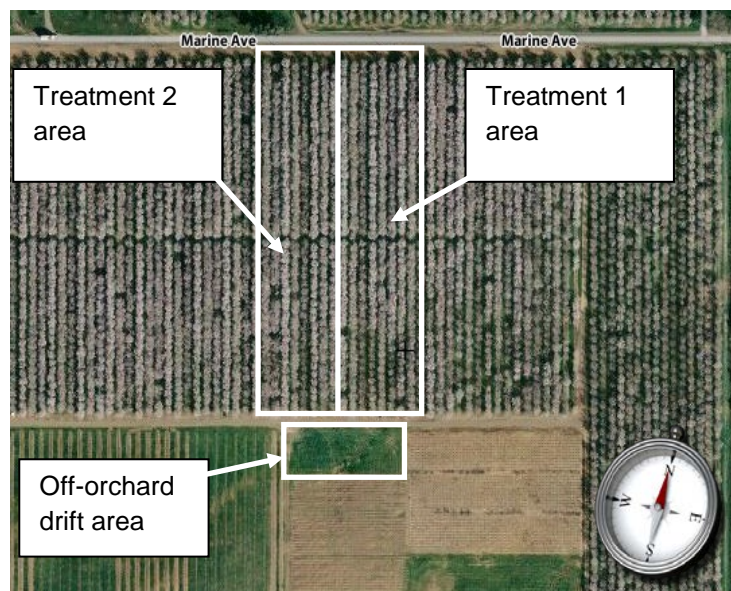 Marine Ave
Marine Ave
Treatment 2
area
Treatment 1
area
Off-orchard
drift area
N
W
E
S